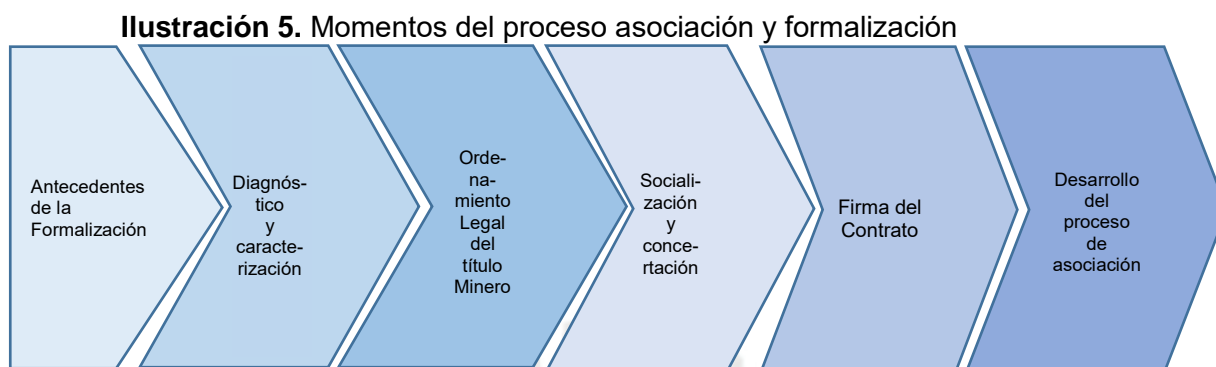 Ilustración 5. Momentos del proceso asociación y formalización
Antecedentes
de la
Formalización
Diagnós-
tico
y
caracte-
rización
Orde-
na-
miento
Legal
del
título
Minero
Sociali-
zación
y
conce-
rtación
Firma del
Contrato
Desarrollo
del
proceso
de
asociación